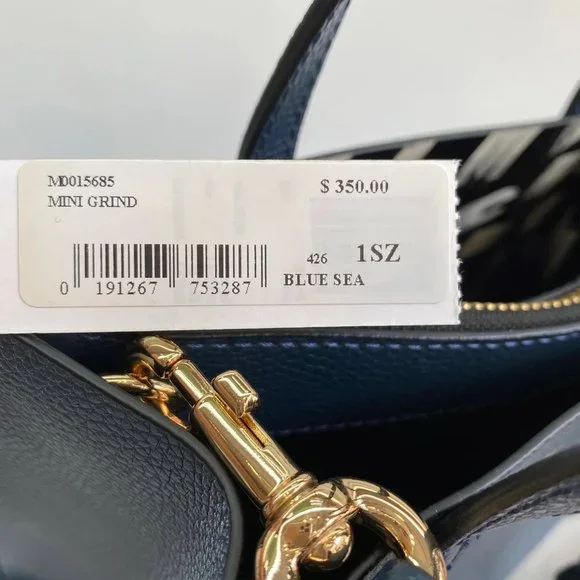 M0015685
$ 350.00
MINI GRIND
426 1SZ
0 191267 753287 BLUE SEA